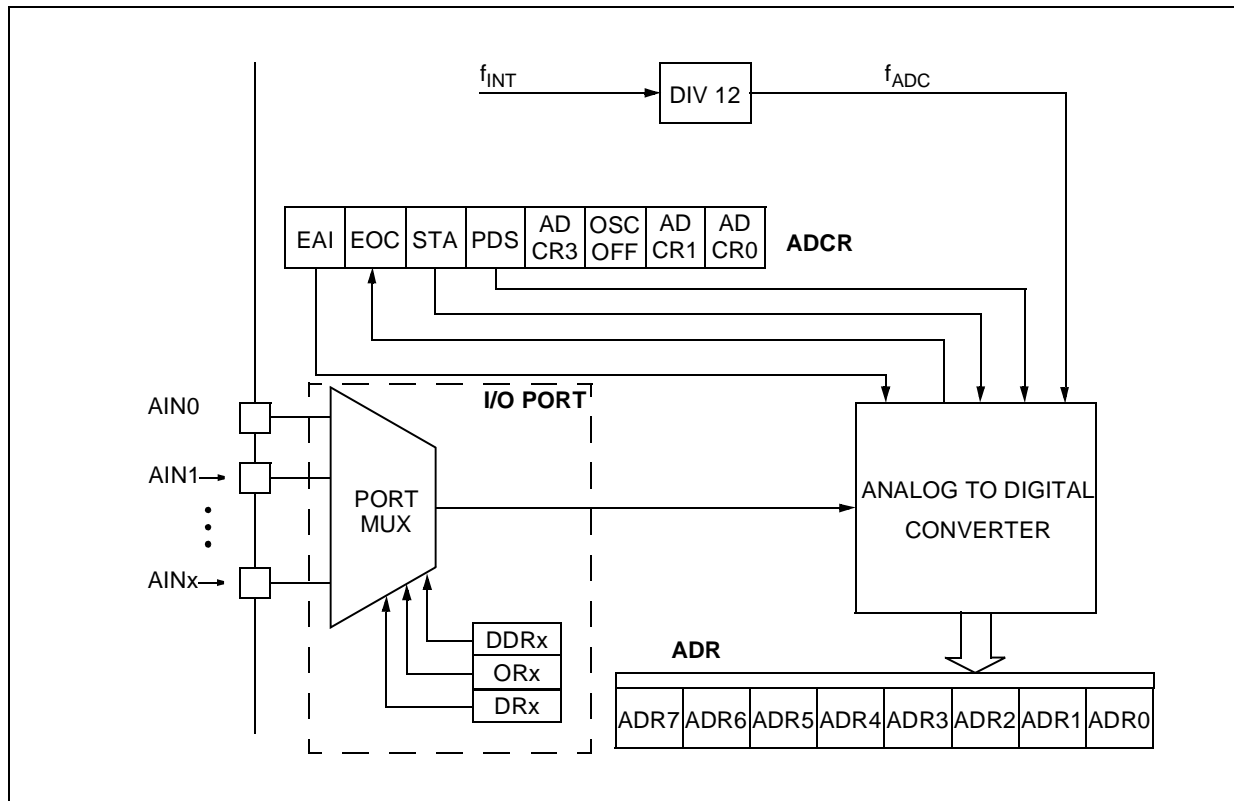 fINT
DIV 12
fADC
EAI
EOC
STA
PDS
AD
CR3
OSC
OFF
AD
CR1
AD
CR0
ADCR
I/O PORT
AIN0
AIN1
AINx
PORT
MUX
ANALOG TO DIGITAL
CONVERTER
DDRx
ORx
DRx
ADR
ADR7
ADR6
ADR5
ADR4
ADR3
ADR2
ADR1
ADR0